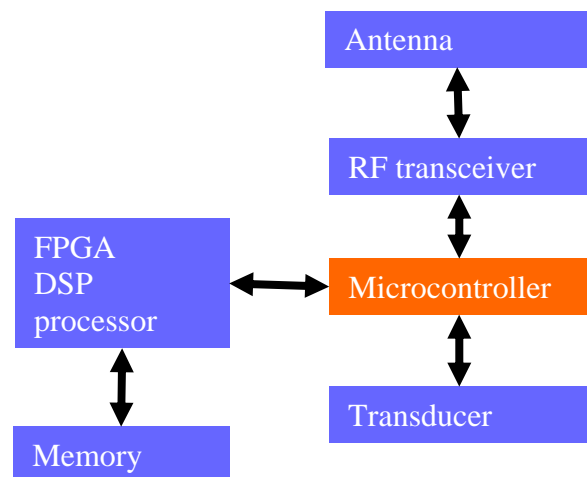 Antenna
RF transceiver
FPGA
DSP
processor
Microcontroller
Transducer
Memory